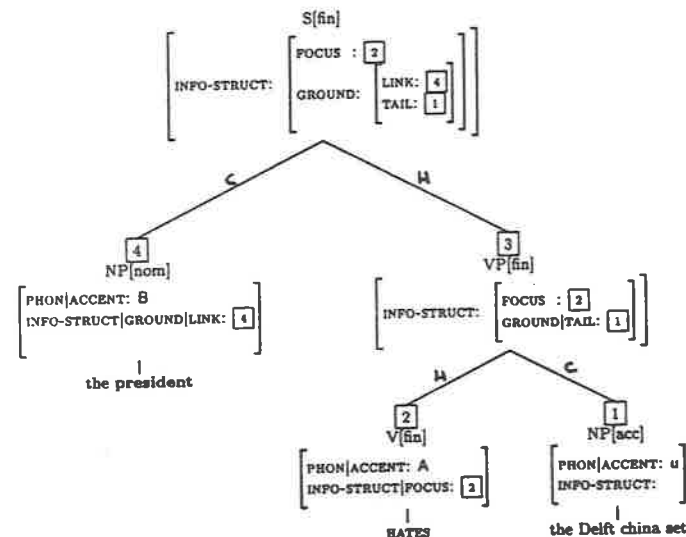 S[fin]
FOCUS : 2
INFO-STRUCT:
GROUND:
LINK: 4
TAIL: 1
C
H
4
3
NP[nom]
VP[fin]
PHON|ACCENT: B
INFO-STRUCT|GROUND|LINK: 4
the president
INFO-STRUCT:
FOCUS : 2
GROUND|TAIL: 1
H
C
2
1
V[fin]
NP[acc]
PHON|ACCENT: A
INFO-STRUCT|FOCUS: 2
PHON|ACCENT: u
INFO-STRUCT:
HATES
the Delft china set